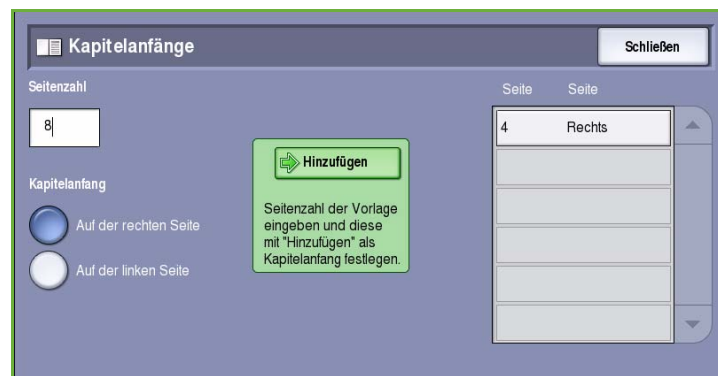 Kapitelanfänge
Schließen
Seitenzahl
8
Kapitelanfang
Auf der rechten Seite
Auf der linken Seite
Hinzufügen
Seitenzahl der Vorlage
eingeben und diese
mit "Hinzufügen" als
Kapitelanfang festlegen.
Seite Seite
4 Rechts